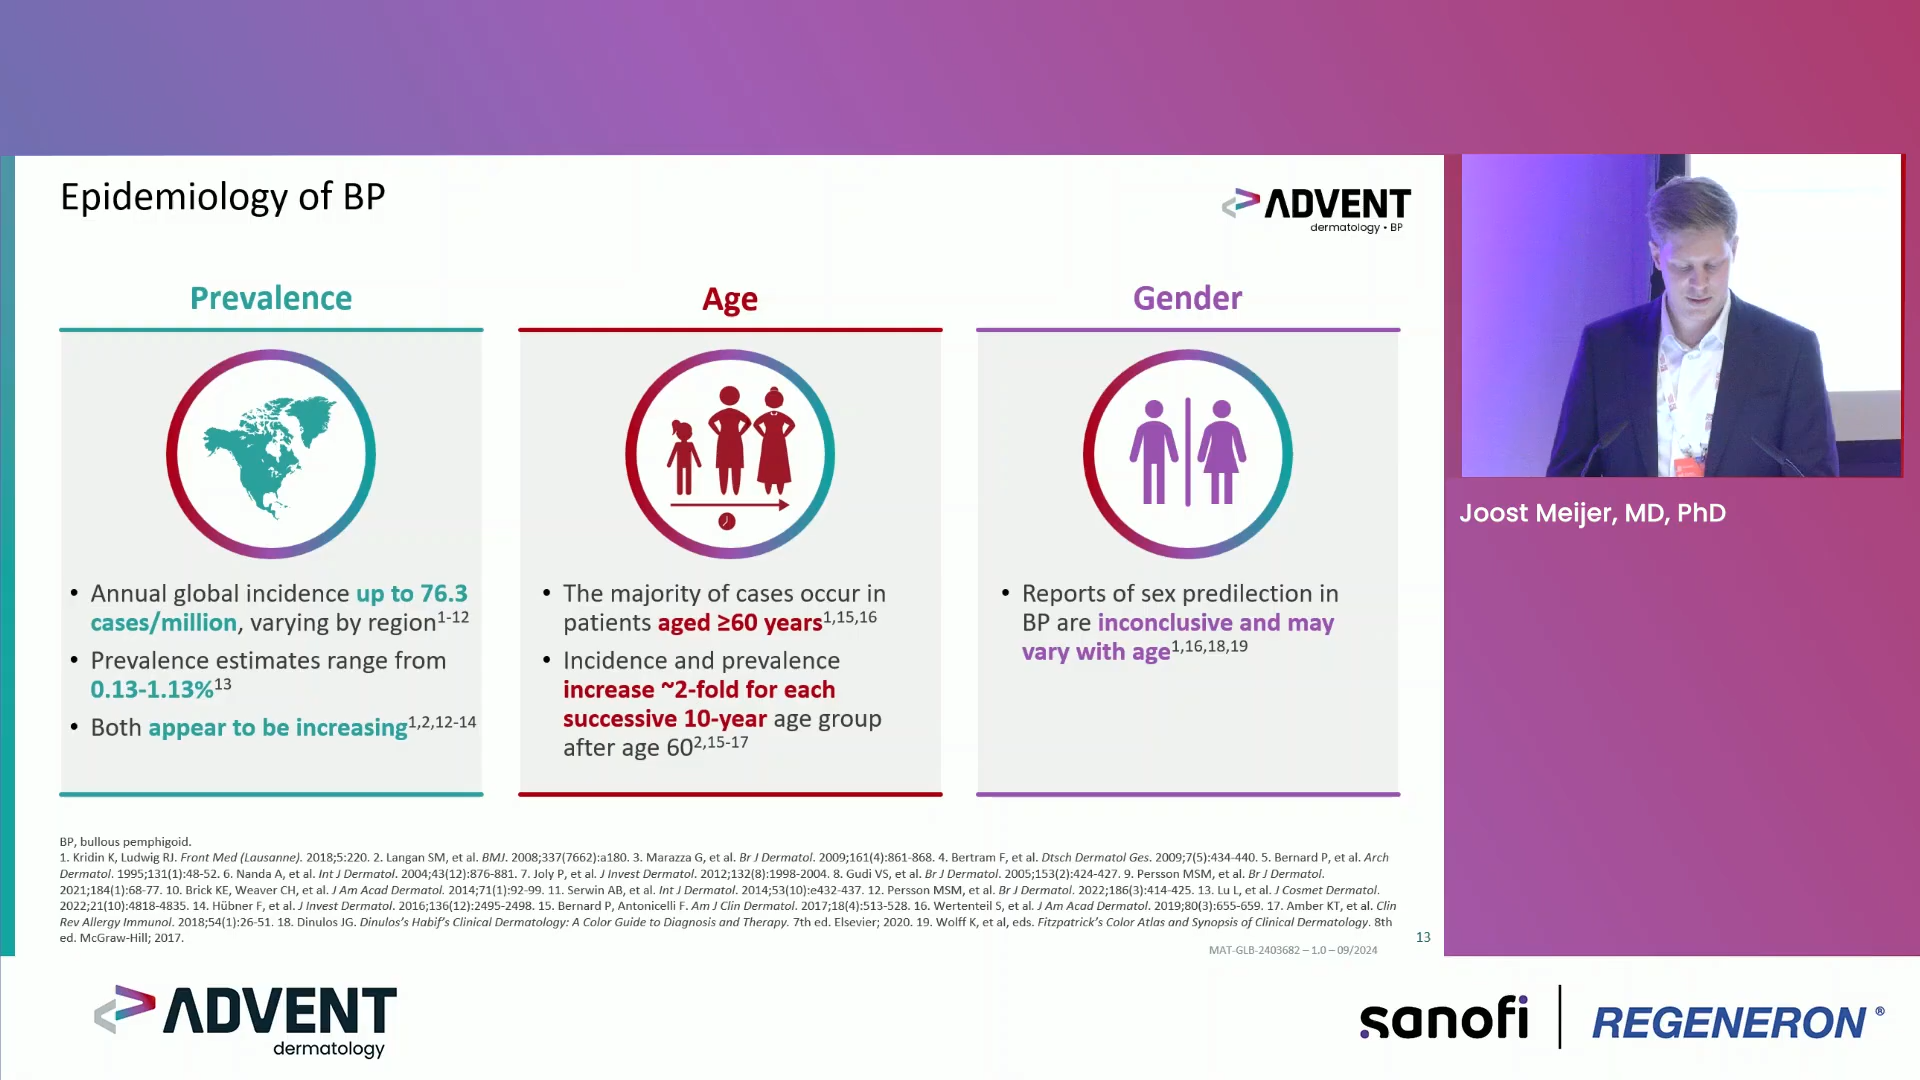 Epidemiology of BP
ADVENT
dermatology • BP
Prevalence
• Annual global incidence up to 76.3
cases/million, varying by region1-12
• Prevalence estimates range from
0.13-1.13%13
• Both appear to be increasing1,2,12-14
Age
• The majority of cases occur in
patients aged ≥60 years1,15,16
• Incidence and prevalence
increase ~2-fold for each
successive 10-year age group
after age 602,15-17
Gender
• Reports of sex predilection in
BP are inconclusive and may
vary with age1,16,18,19
Joost Meijer, MD, PhD
BP, bullous pemphigoid.
1. Kridin K, Ludwig RJ. Front Med (Lausanne). 2018;5:220. 2. Langan SM, et al. BMJ. 2008;337(7662):a180. 3. Marazza G, et al. Br J Dermatol. 2009;161(4):861-868. 4. Bertram F, et al. Dtsch Dermatol Ges. 2009;7(5):434-440. 5. Bernard P, et al. Arch
Dermatol. 1995;131(1):48-52. 6. Nanda A, et al. Int J Dermatol. 2004;43(12):876-881. 7. Joly P, et al. J Invest Dermatol. 2012;132(8):1998-2004. 8. Gudi VS, et al. Br J Dermatol. 2005;153(2):424-427. 9. Persson MSM, et al. Br J Dermatol.
2021;184(1):68-77. 10. Brick KE, Weaver CH, et al. J Am Acad Dermatol. 2014;71(1):92-99. 11. Serwin AB, et al. Int J Dermatol. 2014;53(10):e432-437. 12. Persson MSM, et al. Br J Dermatol. 2022;186(3):414-425. 13. Lu L, et al. J Cosmet Dermatol.
2022;21(10):4818-4835. 14. Hübner F, et al. J Invest Dermatol. 2016;136(12):2495-2498. 15. Bernard P, Antonicelli F. Am J Clin Dermatol. 2017;18(4):513-528. 16. Wertenteil S, et al. J Am Acad Dermatol. 2019;80(3):655-659. 17. Amber KT, et al. Clin
Rev Allergy Immunol. 2018;54(1):26-51. 18. Dinulos JG. Dinulos's Habif's Clinical Dermatology: A Color Guide to Diagnosis and Therapy. 7th ed. Elsevier; 2020. 19. Wolff K, et al, eds. Fitzpatrick's Color Atlas and Synopsis of Clinical Dermatology. 8th
ed. McGraw-Hill; 2017.
13
MAT-GLB-2403682 – 1.0 – 09/2024
ADVENT
dermatology
sanofi
REGENERON®